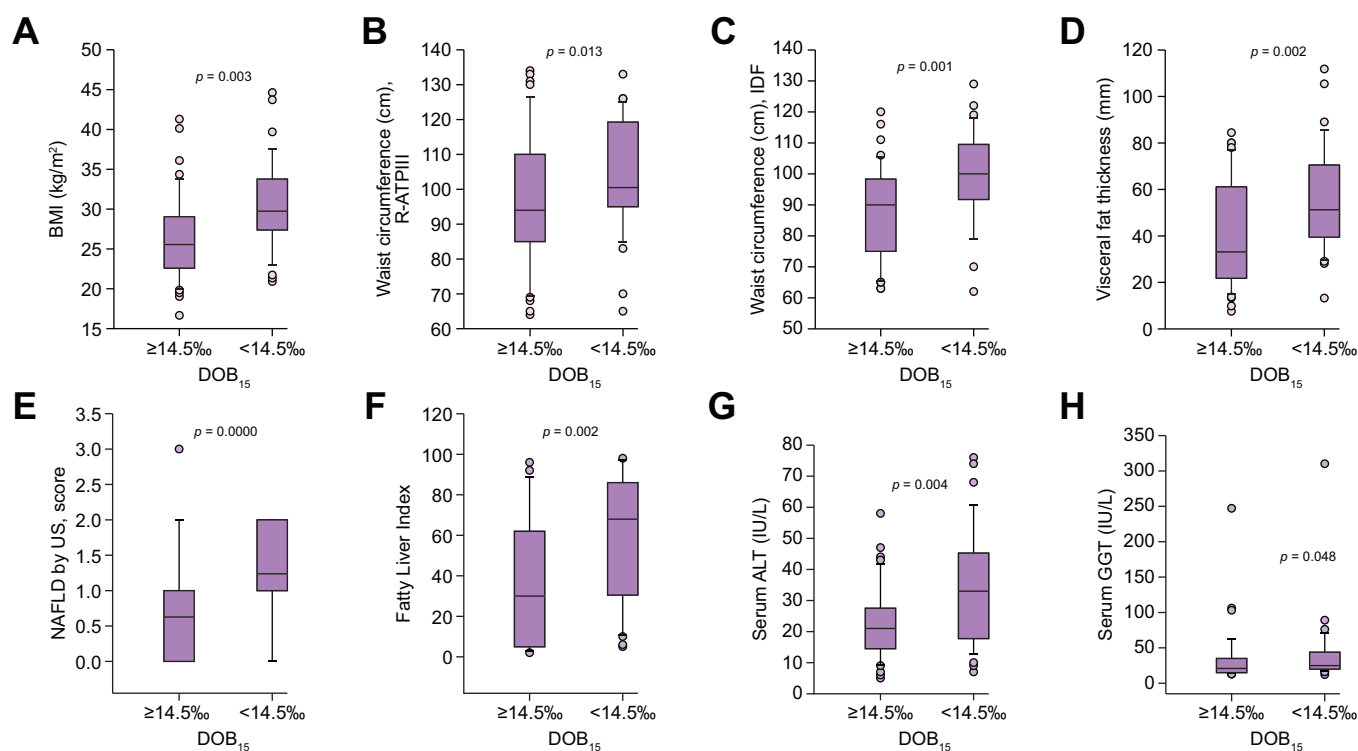 A
BMI (kg/m²)
50
45
40
35
30
25
20
15
p = 0.003
≥14.5‰ <14.5‰
DOB₁₅
B
Waist circumference (cm),
R-ATPIII
140
130
120
110
100
90
80
70
60
p = 0.013
≥14.5‰ <14.5‰
DOB₁₅
C
Waist circumference (cm), IDF
140
130
120
110
100
90
80
70
60
50
p = 0.001
≥14.5‰ <14.5‰
DOB₁₅
D
Visceral fat thickness (mm)
120
100
80
60
40
20
0
p = 0.002
≥14.5‰ <14.5‰
DOB₁₅
E
NAFLD by US, score
3.5
3.0
2.5
2.0
1.5
1.0
0.5
0.0
p = 0.0000
≥14.5‰ <14.5‰
DOB₁₅
F
Fatty Liver Index
120
100
80
60
40
20
0
p = 0.002
≥14.5‰ <14.5‰
DOB₁₅
G
Serum ALT (IU/L)
80
70
60
50
40
30
20
10
0
p = 0.004
≥14.5‰ <14.5‰
DOB₁₅
H
Serum GGT (IU/L)
350
300
250
200
150
100
50
0
p = 0.048
≥14.5‰ <14.5‰
DOB₁₅